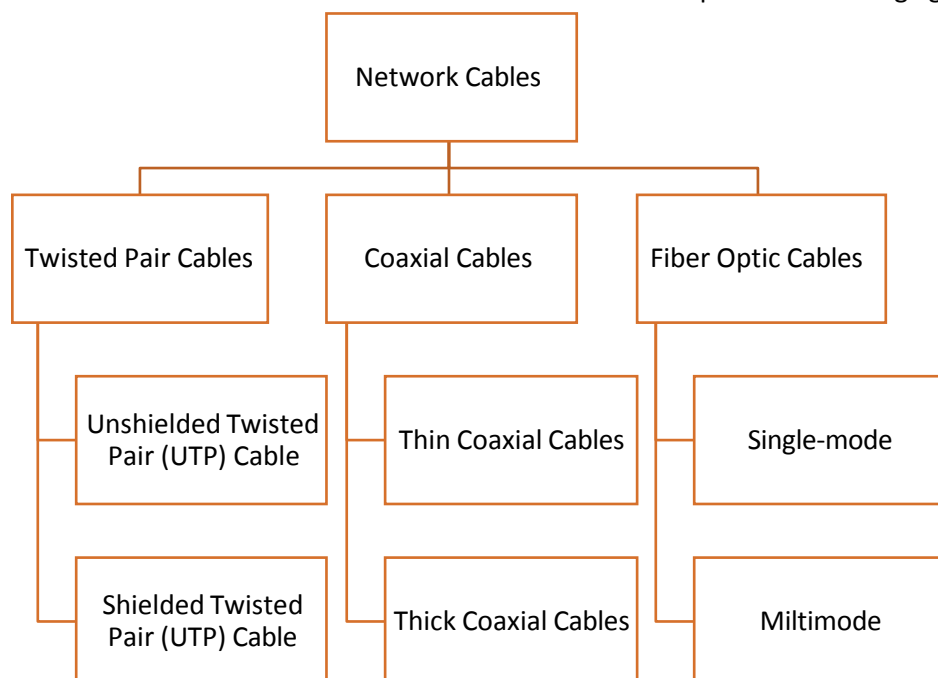 Network Cables
Twisted Pair Cables
Coaxial Cables
Fiber Optic Cables
Unshielded Twisted
Pair (UTP) Cable
Thin Coaxial Cables
Single-mode
Shielded Twisted
Pair (UTP) Cable
Thick Coaxial Cables
Miltimode